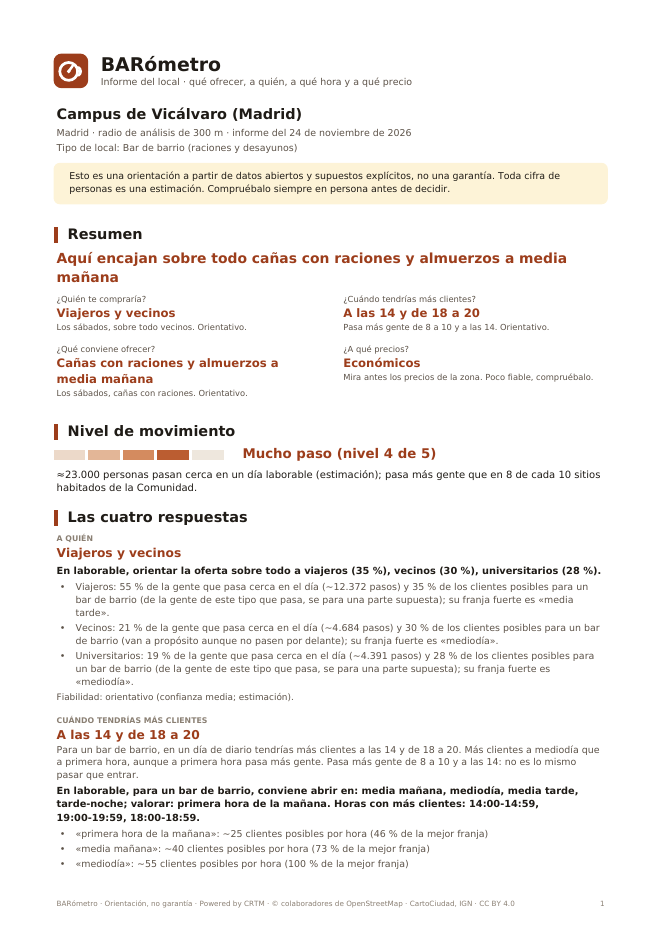 BARómetro
Informe del local · qué ofrecer, a quién, a qué hora y a qué precio
Campus de Vicálvaro (Madrid)
Madrid · radio de análisis de 300 m · informe del 24 de noviembre de 2026
Tipo de local: Bar de barrio (raciones y desayunos)
Esto es una orientación a partir de datos abiertos y supuestos explícitos, no una garantía. Toda cifra de
personas es una estimación. Compruébalo siempre en persona antes de decidir.
Resumen
Aquí encajan sobre todo cañas con raciones y almuerzos a media
mañana
¿Quién te compraría?
Viajeros y vecinos
Los sábados, sobre todo vecinos. Orientativo.
¿Cuándo tendrías más clientes?
A las 14 y de 18 a 20
Pasa más gente de 8 a 10 y a las 14. Orientativo.
¿Qué conviene ofrecer?
Cañas con raciones y almuerzos a
media mañana
Los sábados, cañas con raciones. Orientativo.
¿A qué precios?
Económicos
Mira antes los precios de la zona. Poco fiable, compruébalo.
Nivel de movimiento
Mucho paso (nivel 4 de 5)
≈23.000 personas pasan cerca en un día laborable (estimación); pasa más gente que en 8 de cada 10 sitios
habitados de la Comunidad.
Las cuatro respuestas
A QUIÉN
Viajeros y vecinos
En laborable, orientar la oferta sobre todo a viajeros (35 %), vecinos (30 %), universitarios (28 %).
• Viajeros: 55 % de la gente que pasa cerca en el día (~12.372 pasos) y 35 % de los clientes posibles para un
bar de barrio (de la gente de este tipo que pasa, se para una parte supuesta); su franja fuerte es «media
tarde».
• Vecinos: 21 % de la gente que pasa cerca en el día (~4.684 pasos) y 30 % de los clientes posibles para un bar
de barrio (van a propósito aunque no pasen por delante); su franja fuerte es «mediodía».
• Universitarios: 19 % de la gente que pasa cerca en el día (~4.391 pasos) y 28 % de los clientes posibles para
un bar de barrio (de la gente de este tipo que pasa, se para una parte supuesta); su franja fuerte es
«mediodía».
Fiabilidad: orientativo (confianza media; estimación).
CUÁNDO TENDRÍAS MÁS CLIENTES
A las 14 y de 18 a 20
Para un bar de barrio, en un día de diario tendrías más clientes a las 14 y de 18 a 20. Más clientes a mediodía que
a primera hora, aunque a primera hora pasa más gente. Pasa más gente de 8 a 10 y a las 14: no es lo mismo
pasar que entrar.
En laborable, para un bar de barrio, conviene abrir en: media mañana, mediodía, media tarde,
tarde-noche; valorar: primera hora de la mañana. Horas con más clientes: 14:00-14:59,
19:00-19:59, 18:00-18:59.
• «primera hora de la mañana»: ~25 clientes posibles por hora (46 % de la mejor franja)
• «media mañana»: ~40 clientes posibles por hora (73 % de la mejor franja)
• «mediodía»: ~55 clientes posibles por hora (100 % de la mejor franja)
BARómetro · Orientación, no garantía · Powered by CRTM · © colaboradores de OpenStreetMap · CartoCiudad, IGN · CC BY 4.0
1